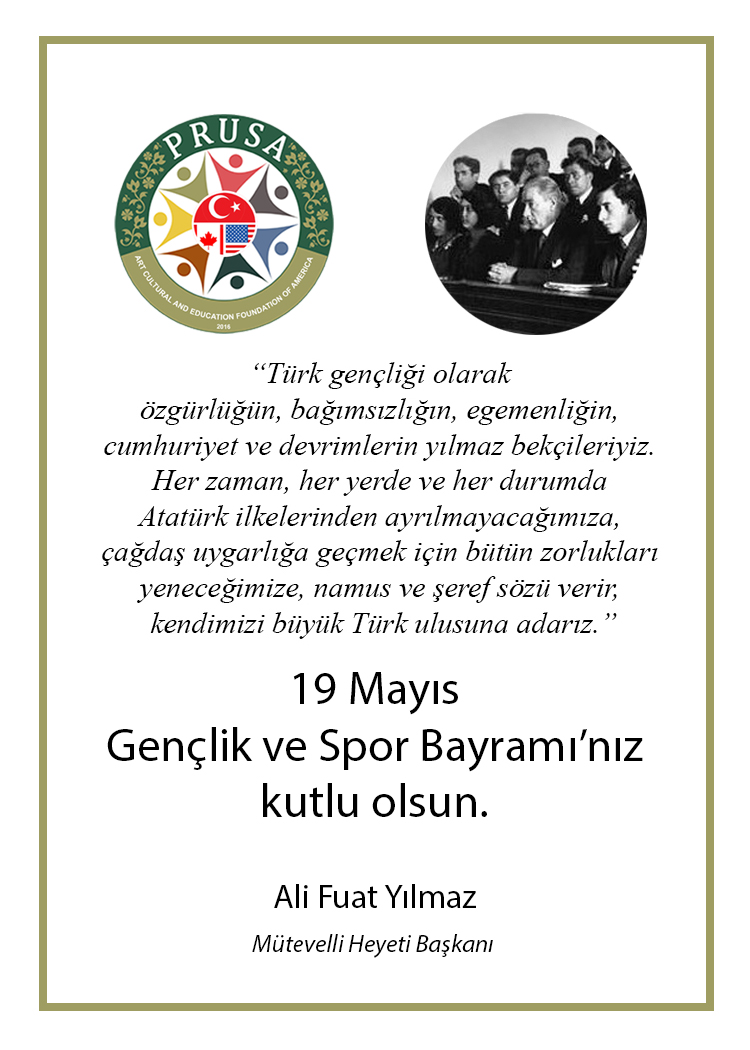 PRUSA
ART CULTURAL AND EDUCATION FOUNDATION OF AMERICA
2016
“Türk gençliği olarak
özgürlüğün, bağımsızlığın, egemenliğin,
cumhuriyet ve devrimlerin yılmaz bekçileriyiz.
Her zaman, her yerde ve her durumda
Atatürk ilkelerinden ayrılmayacağımıza,
çağdaş uygarlığa geçmek için bütün zorlukları
yeneceğimize, namus ve şeref sözü verir,
kendimizi büyük Türk ulusuna adarız.”
19 Mayıs
Gençlik ve Spor Bayramı’nız
kutlu olsun.
Ali Fuat Yılmaz
Mütevelli Heyeti Başkanı